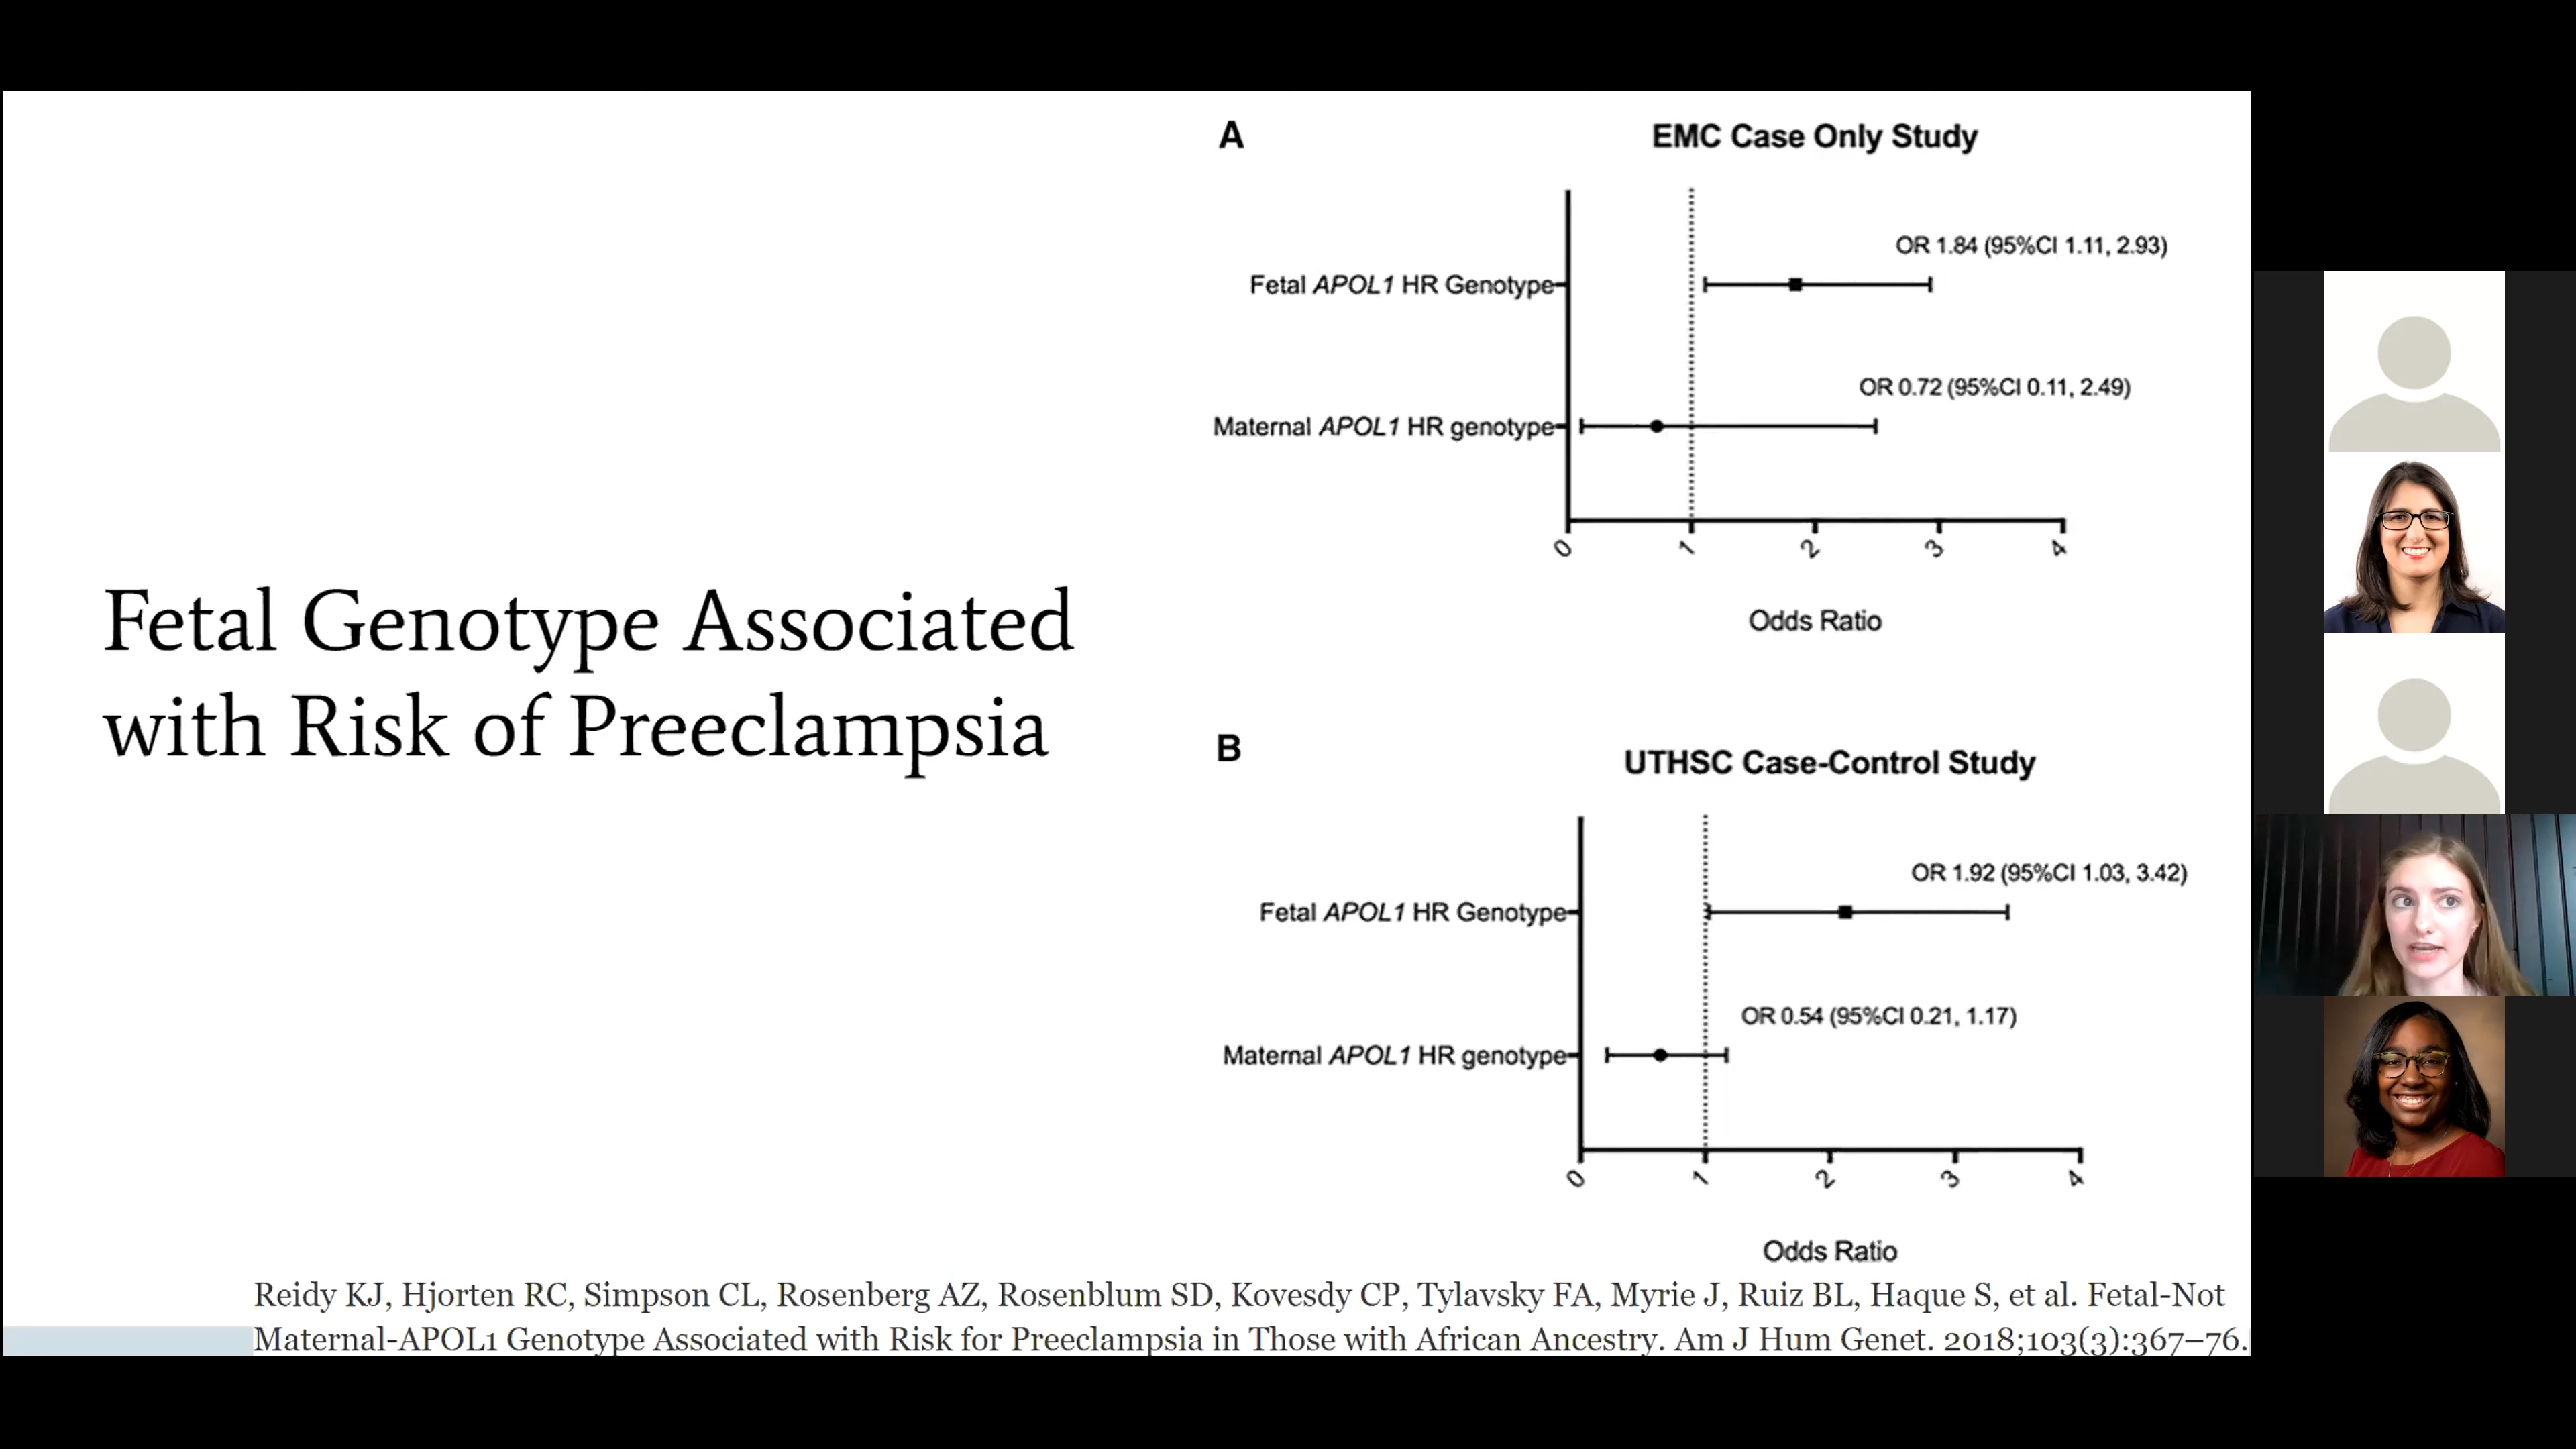 Fetal Genotype Associated
with Risk of Preeclampsia
A
EMC Case Only Study
OR 1.84 (95%CI 1.11, 2.93)
Fetal APOL1 HR Genotype
OR 0.72 (95%CI 0.11, 2.49)
Maternal APOL1 HR genotype
0 1 2 3 4
Odds Ratio
B
UTHSC Case-Control Study
OR 1.92 (95%CI 1.03, 3.42)
Fetal APOL1 HR Genotype
OR 0.54 (95%CI 0.21, 1.17)
Maternal APOL1 HR genotype
0 1 2 3 4
Odds Ratio
Reidy KJ, Hjorten RC, Simpson CL, Rosenberg AZ, Rosenblum SD, Kovesdy CP, Tylavsky FA, Myrie J, Ruiz BL, Haque S, et al. Fetal-Not
Maternal-APOL1 Genotype Associated with Risk for Preeclampsia in Those with African Ancestry. Am J Hum Genet. 2018;103(3):367–76.